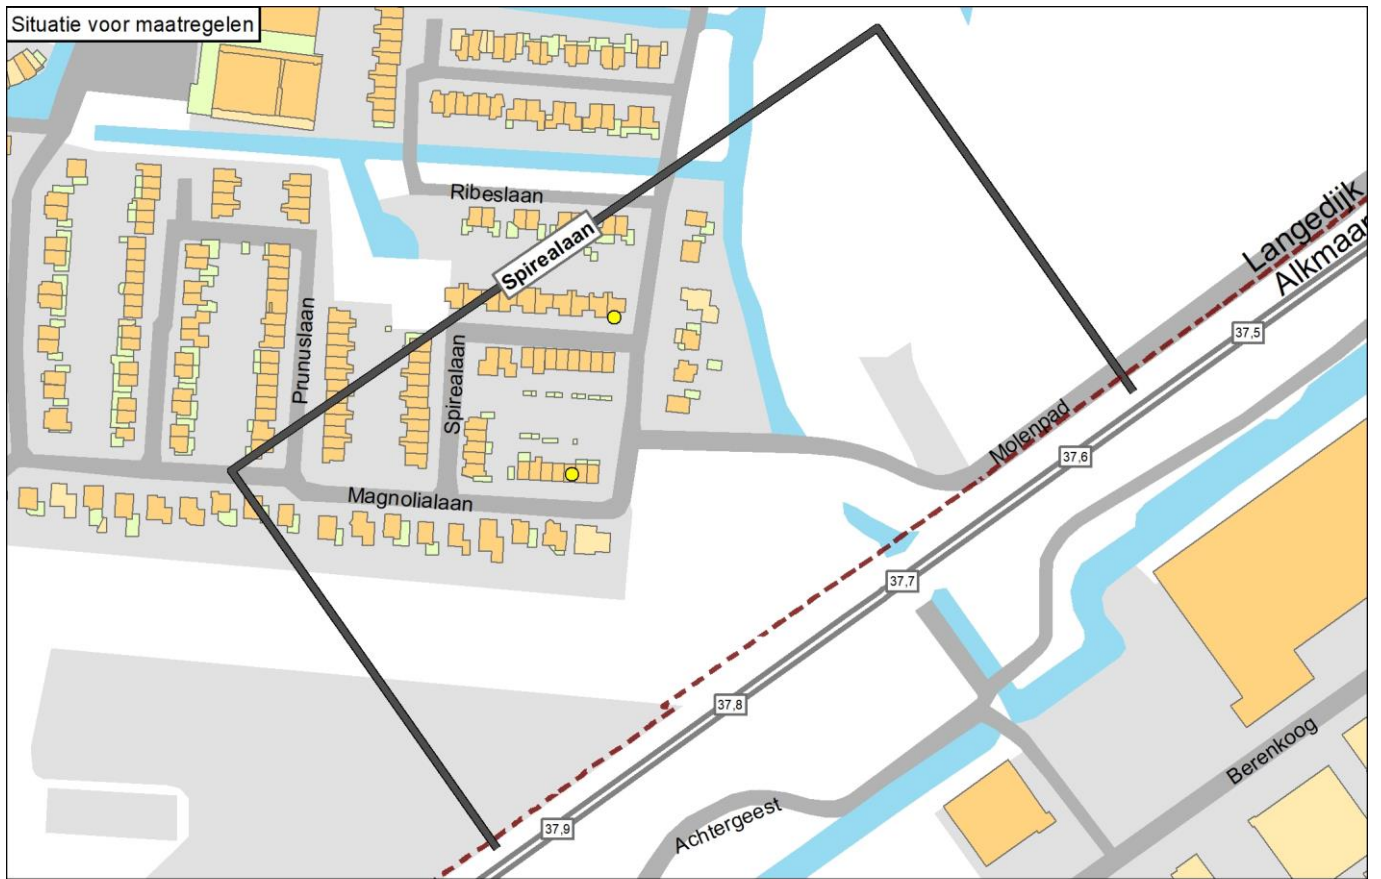 Situatie voor maatregelen
Ribeslaan
Spirealaan
Langedijk
Alkmaar
37,5
Prunuslaan
Spirealaan
Molenpad
37,6
Magnolialaan
37,7
37,8
Berenkoog
Achtergeest
37,9